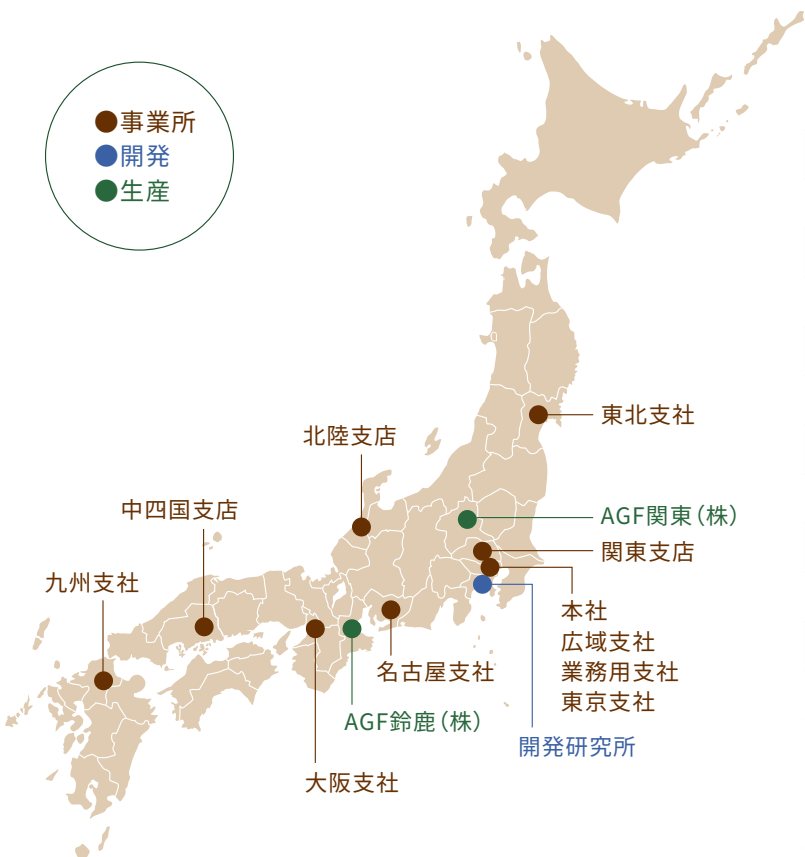 ●事業所
●開発
●生産
東北支社
北陸支店
中四国支店
AGF関東(株)
関東支店
九州支社
本社
広域支社
業務用支社
東京支社
名古屋支社
AGF鈴鹿(株)
開発研究所
大阪支社